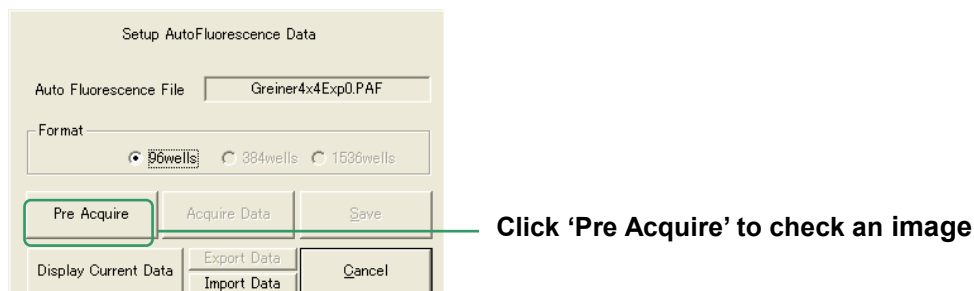 Setup AutoFluorescence Data
Auto Fluorescence File Greiner4x4Exp0.PAF
Format
96wells 384wells 1536wells
Pre Acquire Acquire Data Save
Click ‘Pre Acquire’ to check an image
Display Current Data Export Data Cancel
Import Data